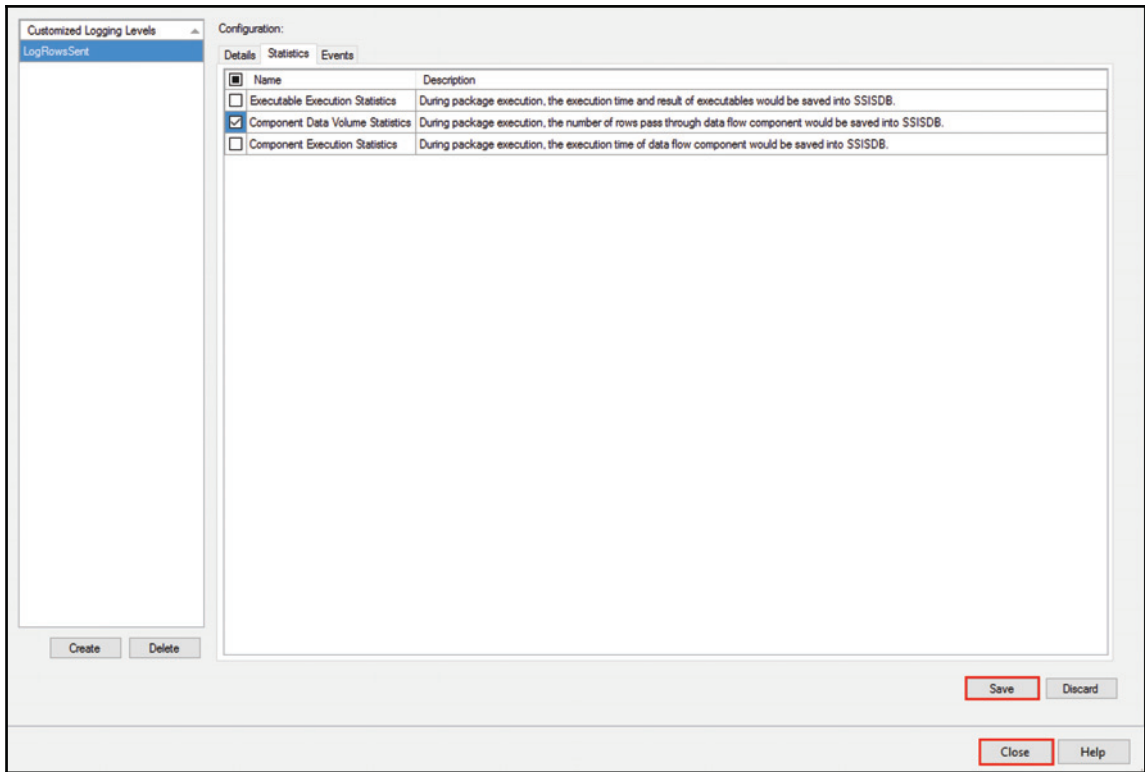 Customized Logging Levels
LogRowsSent
Create Delete
Configuration:
Details Statistics Events
Name Description
Executable Execution Statistics During package execution, the execution time and result of executables would be saved into SSISDB.
Component Data Volume Statistics During package execution, the number of rows pass through data flow component would be saved into SSISDB.
Component Execution Statistics During package execution, the execution time of data flow component would be saved into SSISDB.
Save Discard
Close Help